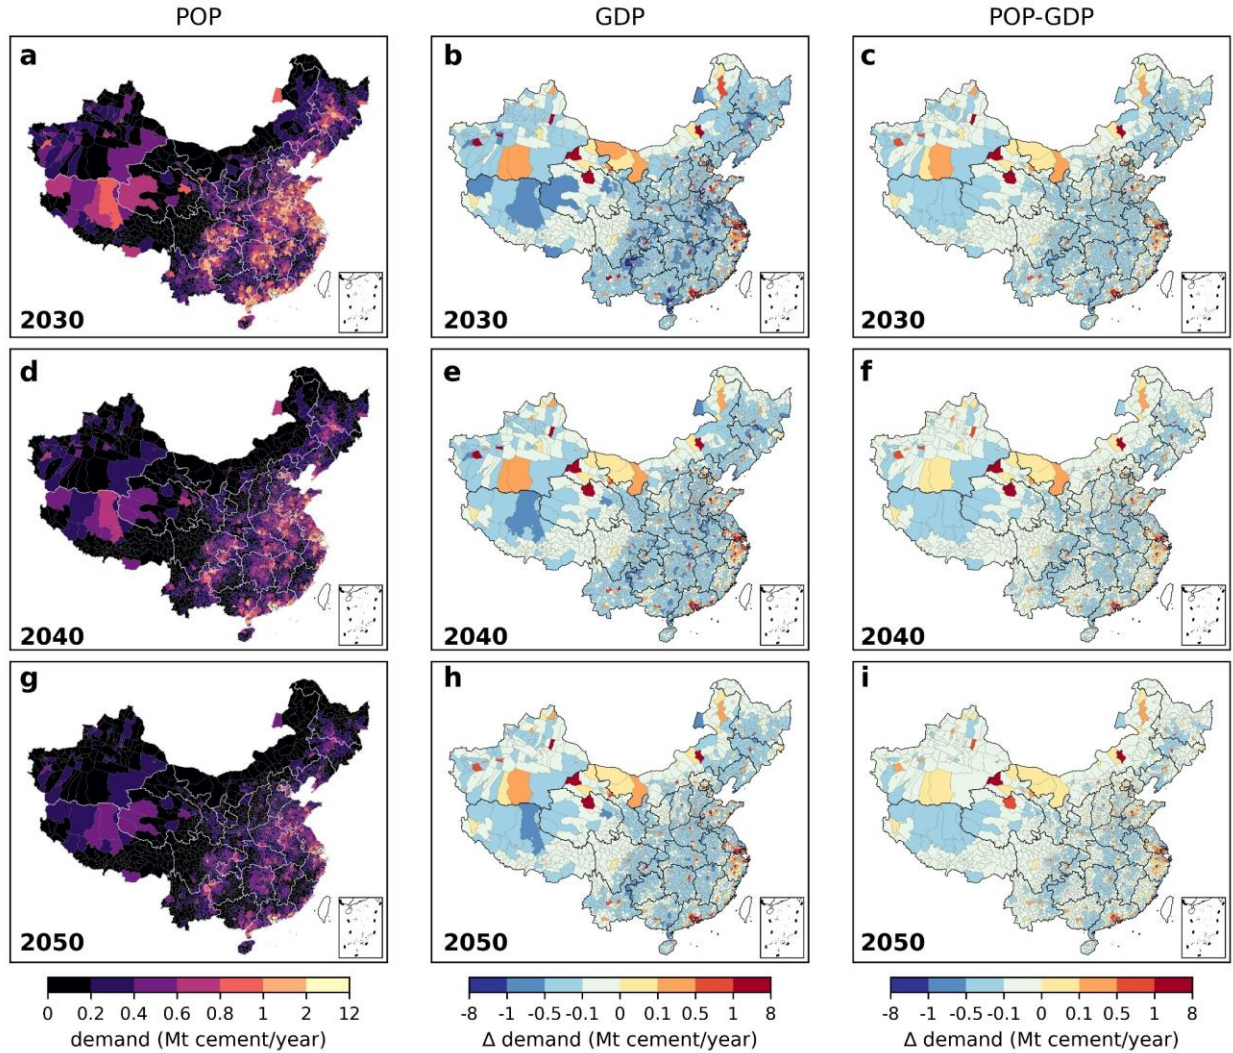 POP GDP POP-GDP
a b c
2030 2030 2030
d e f
2040 2040 2040
g h i
2050 2050 2050
0 0.2 0.4 0.6 0.8 1 2 12 -8 -1 -0.5 -0.1 0 0.1 0.5 1 8 -8 -1 -0.5 -0.1 0 0.1 0.5 1 8
demand (Mt cement/year) Δ demand (Mt cement/year) Δ demand (Mt cement/year)